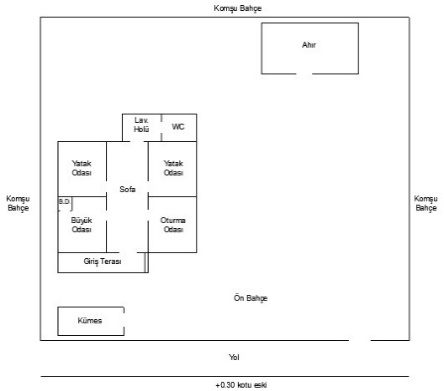 Komşu Bahçe
Ahır
Lav.
Holü
WC
Yatak
Odası
Yatak
Odası
Sofa
Komşu
Bahçe
Komşu
Bahçe
B.D.
Büyük
Odası
Oturma
Odası
Giriş Terası
Ön Bahçe
Kümes
Yol
+0.30 kotu eski